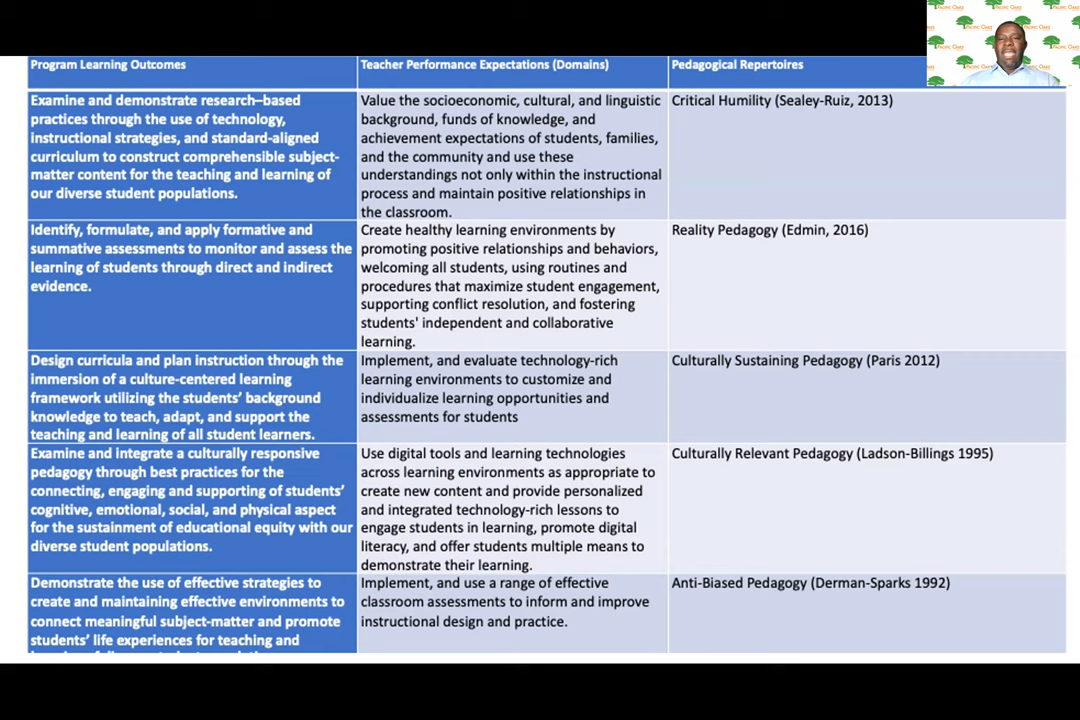 Program Learning Outcomes
Teacher Performance Expectations (Domains)
Pedagogical Repertoires
Examine and demonstrate research–based
practices through the use of technology,
instructional strategies, and standard-aligned
curriculum to construct comprehensible subject-
matter content for the teaching and learning of
our diverse student populations.
Value the socioeconomic, cultural, and linguistic
background, funds of knowledge, and
achievement expectations of students, families,
and the community and use these
understandings not only within the instructional
process and maintain positive relationships in
the classroom.
Critical Humility (Sealey-Ruiz, 2013)
Identify, formulate, and apply formative and
summative assessments to monitor and assess the
learning of students through direct and indirect
evidence.
Create healthy learning environments by
promoting positive relationships and behaviors,
welcoming all students, using routines and
procedures that maximize student engagement,
supporting conflict resolution, and fostering
students' independent and collaborative
learning.
Reality Pedagogy (Edmin, 2016)
Design curricula and plan instruction through the
immersion of a culture-centered learning
framework utilizing the students’ background
knowledge to teach, adapt, and support the
teaching and learning of all student learners.
Implement, and evaluate technology-rich
learning environments to customize and
individualize learning opportunities and
assessments for students
Culturally Sustaining Pedagogy (Paris 2012)
Examine and integrate a culturally responsive
pedagogy through best practices for the
connecting, engaging and supporting of students’
cognitive, emotional, social, and physical aspect
for the sustainment of educational equity with our
diverse student populations.
Use digital tools and learning technologies
across learning environments as appropriate to
create new content and provide personalized
and integrated technology-rich lessons to
engage students in learning, promote digital
literacy, and offer students multiple means to
demonstrate their learning.
Culturally Relevant Pedagogy (Ladson-Billings 1995)
Demonstrate the use of effective strategies to
create and maintaining effective environments to
connect meaningful subject-matter and promote
students’ life experiences for teaching and
Implement, and use a range of effective
classroom assessments to inform and improve
instructional design and practice.
Anti-Biased Pedagogy (Derman-Sparks 1992)